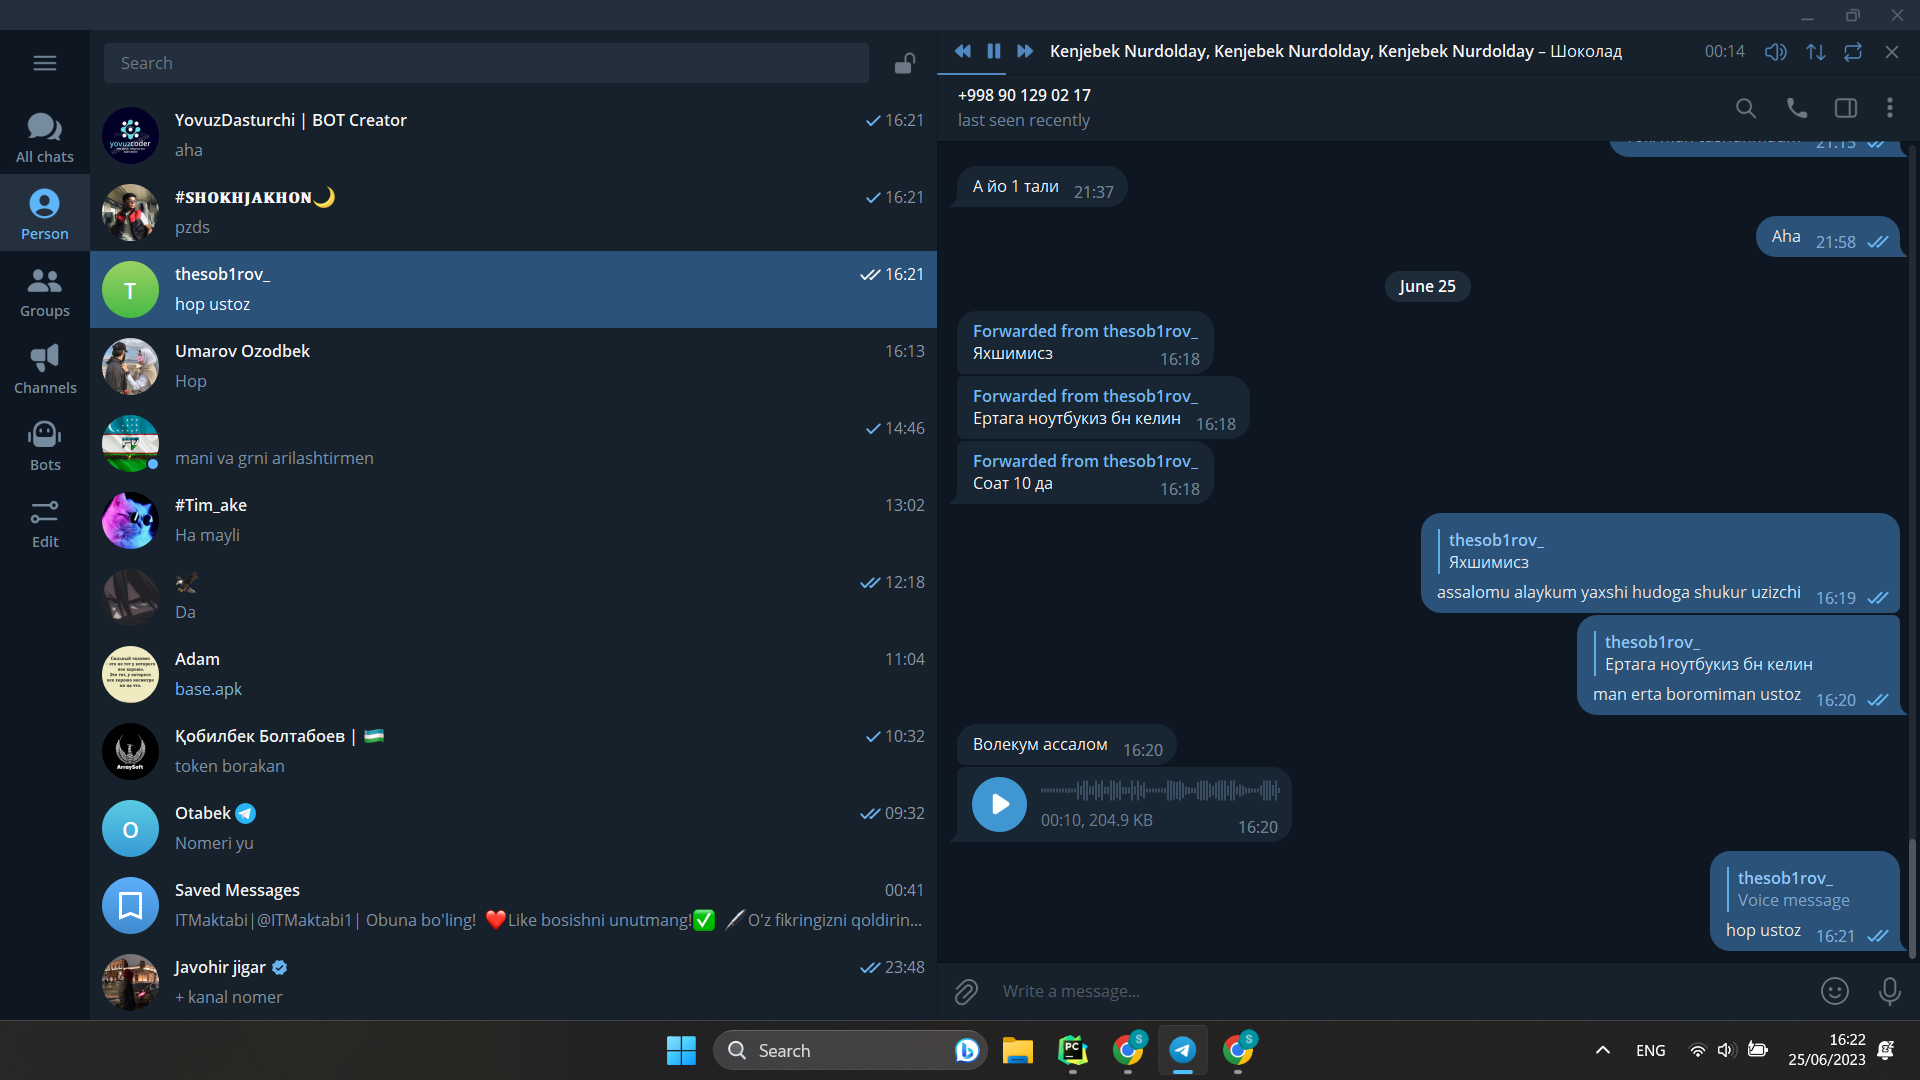 Kenjebek Nurdolday, Kenjebek Nurdolday, Kenjebek Nurdolday – Шоколад
00:14
Search
All chats
Person
Groups
Channels
Bots
Edit
YovuzDasturchi | BOT Creator
16:21
aha
yovuzcoder
#SHOKHJAKHON🌙
16:21
pzds
T
thesob1rov_
16:21
hop ustoz
Umarov Ozodbek
16:13
Hop
14:46
mani va grni arilashtirmen
#Tim_ake
13:02
Ha mayli
12:18
Da
Adam
11:04
base.apk
Қобилбек Болтабоев | 🇺🇿
10:32
token borakan
ArraySoft
O
Otabek
09:32
Nomeri yu
Saved Messages
00:41
ITMaktabi|@ITMaktabi1| Obuna bo'ling! ❤️Like bosishni unutmang!✅ O'z fikringizni qoldirin...
Javohir jigar
23:48
+ kanal nomer
+998 90 129 02 17
last seen recently
21:15
А йо 1 тали 21:37
Aha 21:58
June 25
Forwarded from thesob1rov_
Яхшимисз 16:18
Forwarded from thesob1rov_
Ертага ноутбукиз бн келин 16:18
Forwarded from thesob1rov_
Соат 10 да 16:18
thesob1rov_
Яхшимисз
assalomu alaykum yaxshi hudoga shukur uzizchi 16:19
thesob1rov_
Ертага ноутбукиз бн келин
man erta boromiman ustoz 16:20
Волекум ассалом 16:20
00:10, 204.9 KB 16:20
thesob1rov_
Voice message
hop ustoz 16:21
Write a message...
Search
PC
S
S
ENG
16:22
25/06/2023